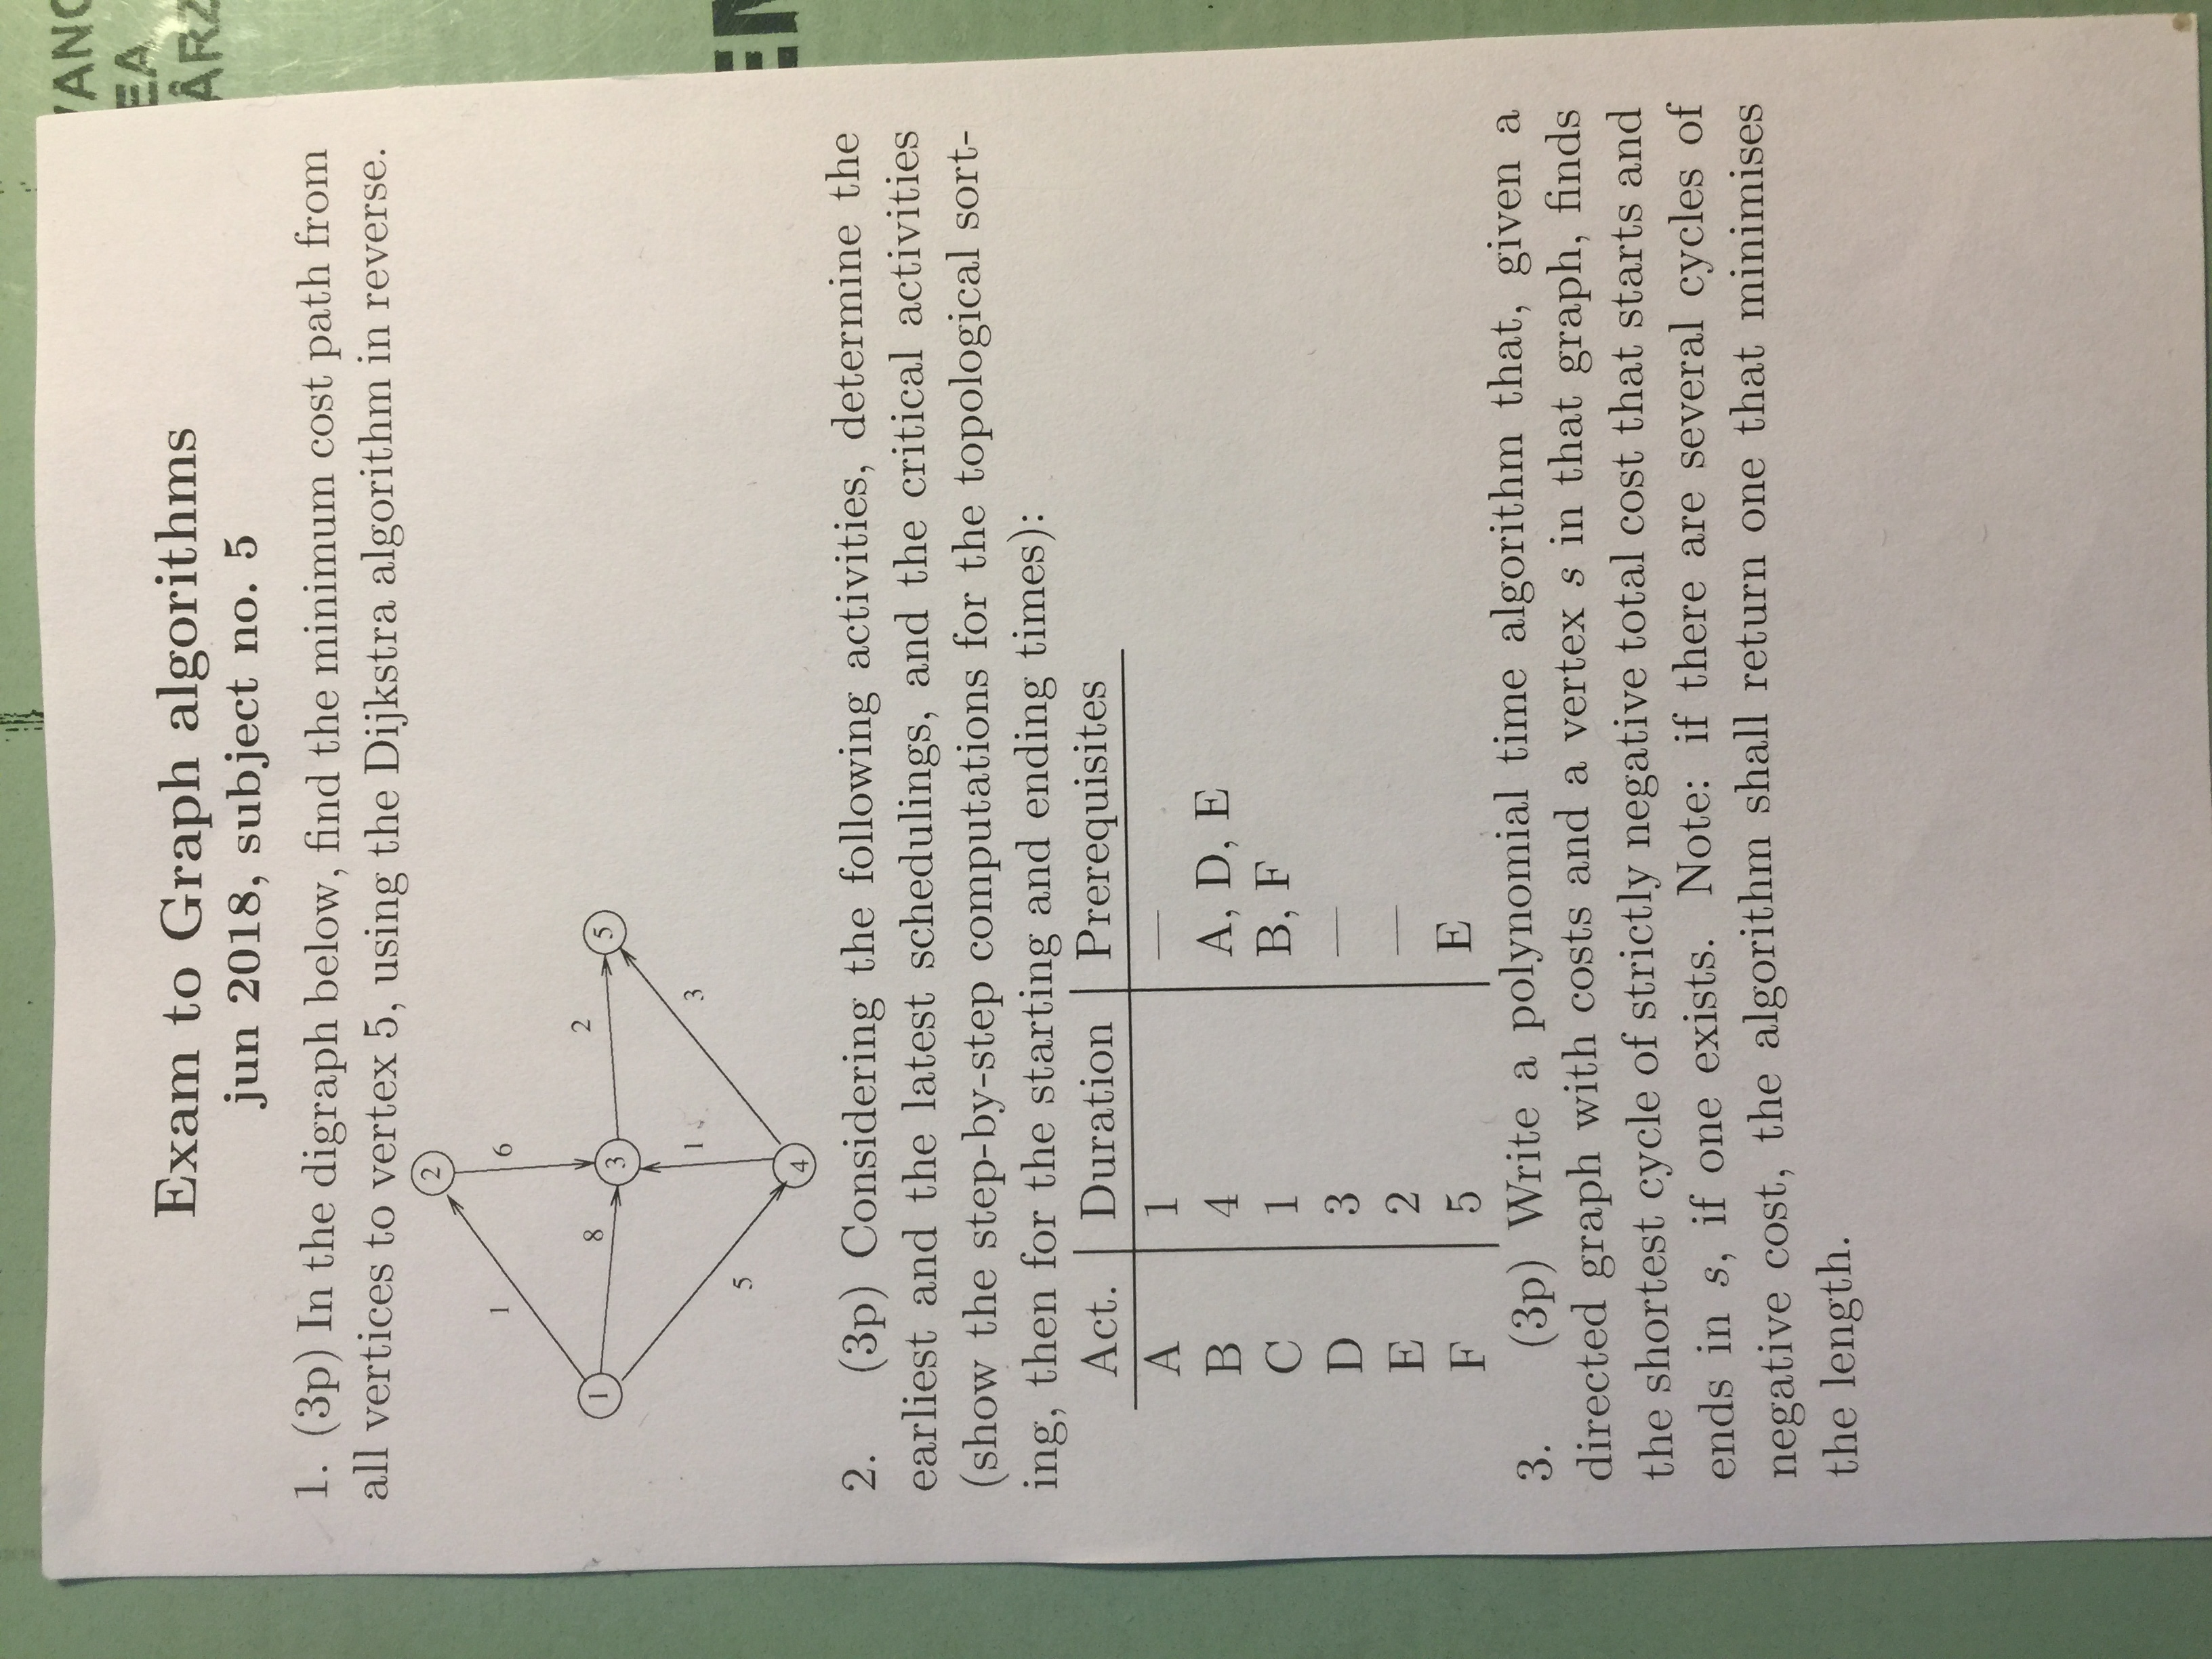 VANC
EA
ÂRZ
EM
Exam to Graph algorithms
jun 2018, subject no. 5
1. (3p) In the digraph below, find the minimum cost path from
all vertices to vertex 5, using the Dijkstra algorithm in reverse.
2
1
6
1
8
3
2
5
1
3
5
4
2. (3p) Considering the following activities, determine the
earliest and the latest schedulings, and the critical activities
(show the step-by-step computations for the topological sort-
ing, then for the starting and ending times):
Act. Duration Prerequisites
A 1 —
B 4 A, D, E
C 1 B, F
D 3 —
E 2 —
F 5 E
3. (3p) Write a polynomial time algorithm that, given a
directed graph with costs and a vertex s in that graph, finds
the shortest cycle of strictly negative total cost that starts and
ends in s, if one exists. Note: if there are several cycles of
negative cost, the algorithm shall return one that minimises
the length.